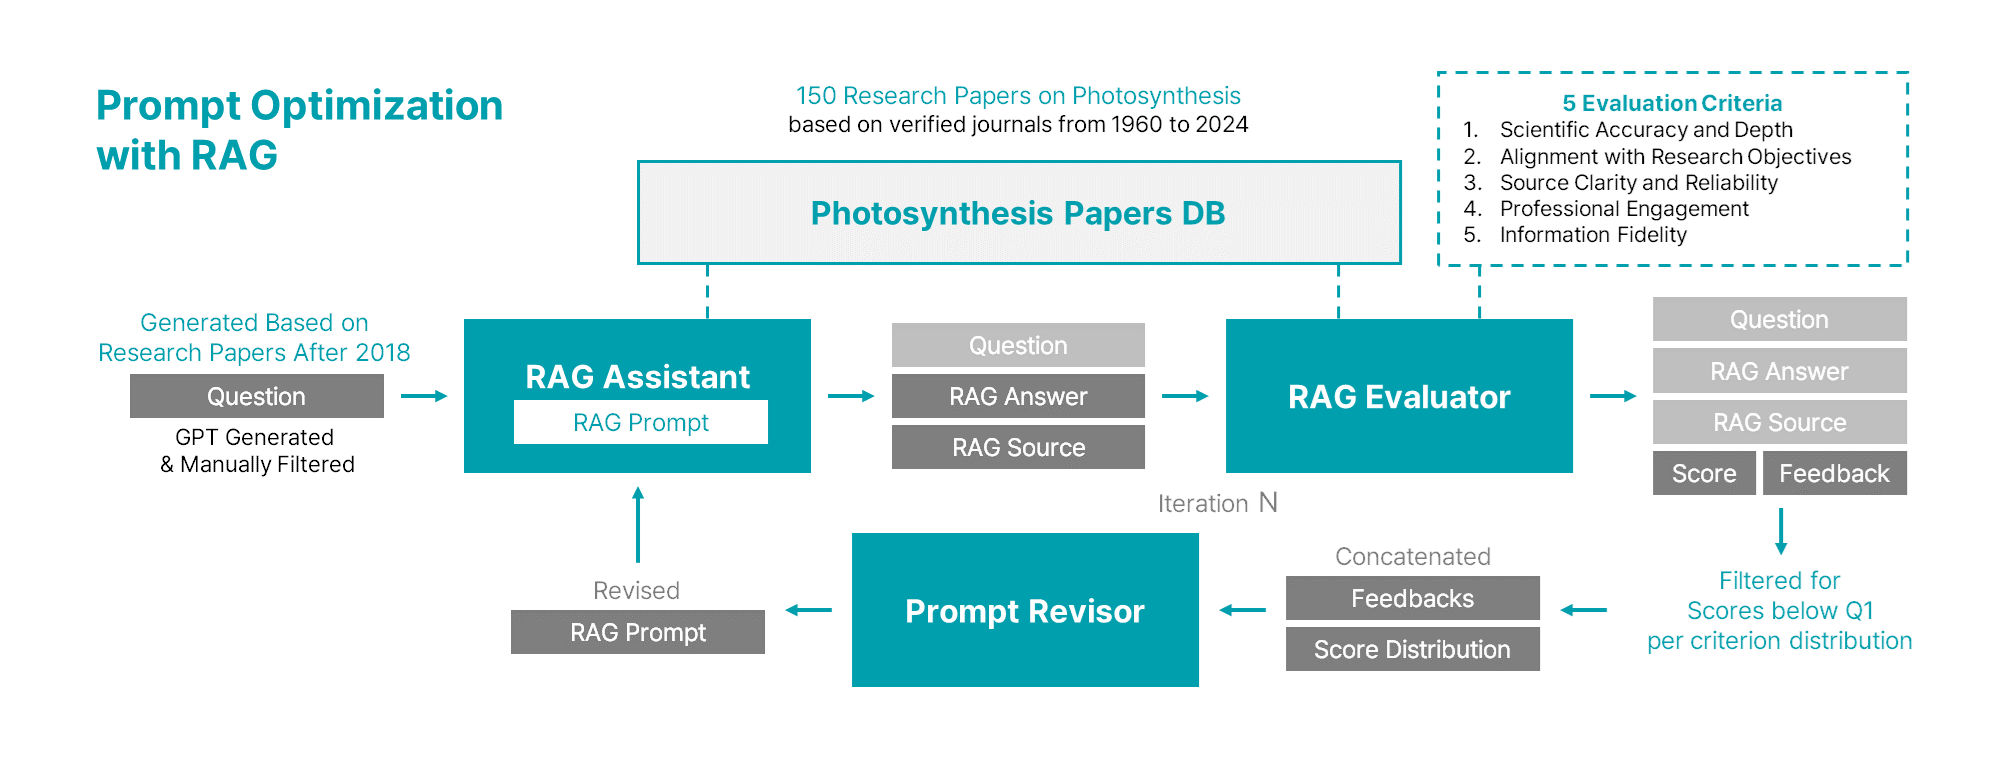 Prompt Optimization
with RAG
150 Research Papers on Photosynthesis
based on verified journals from 1960 to 2024
Photosynthesis Papers DB
5 Evaluation Criteria
1. Scientific Accuracy and Depth
2. Alignment with Research Objectives
3. Source Clarity and Reliability
4. Professional Engagement
5. Information Fidelity
Generated Based on
Research Papers After 2018
Question
GPT Generated
& Manually Filtered
RAG Assistant
RAG Prompt
Question
RAG Answer
RAG Source
RAG Evaluator
Question
RAG Answer
RAG Source
Score
Feedback
Iteration N
Filtered for
Scores below Q1
per criterion distribution
Concatenated
Feedbacks
Score Distribution
Prompt Revisor
Revised
RAG Prompt